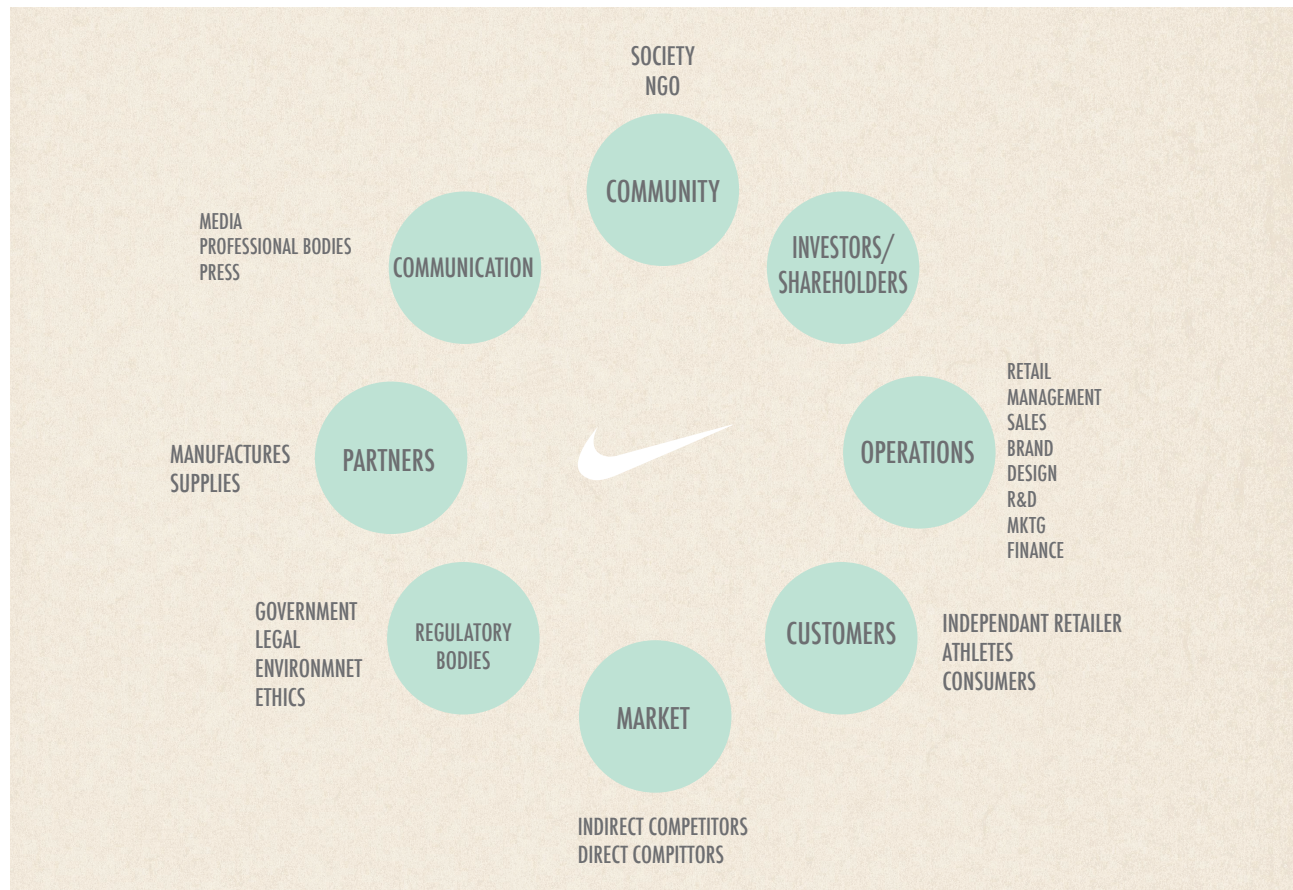 SOCIETY
NGO
COMMUNITY
INVESTORS/
SHAREHOLDERS
RETAIL
MANAGEMENT
SALES
BRAND
DESIGN
R&D
MKTG
FINANCE
OPERATIONS
CUSTOMERS
INDEPENDANT RETAILER
ATHLETES
CONSUMERS
MARKET
INDIRECT COMPETITORS
DIRECT COMPITTORS
REGULATORY
BODIES
GOVERNMENT
LEGAL
ENVIRONMNET
ETHICS
PARTNERS
MANUFACTURES
SUPPLIES
COMMUNICATION
MEDIA
PROFESSIONAL BODIES
PRESS